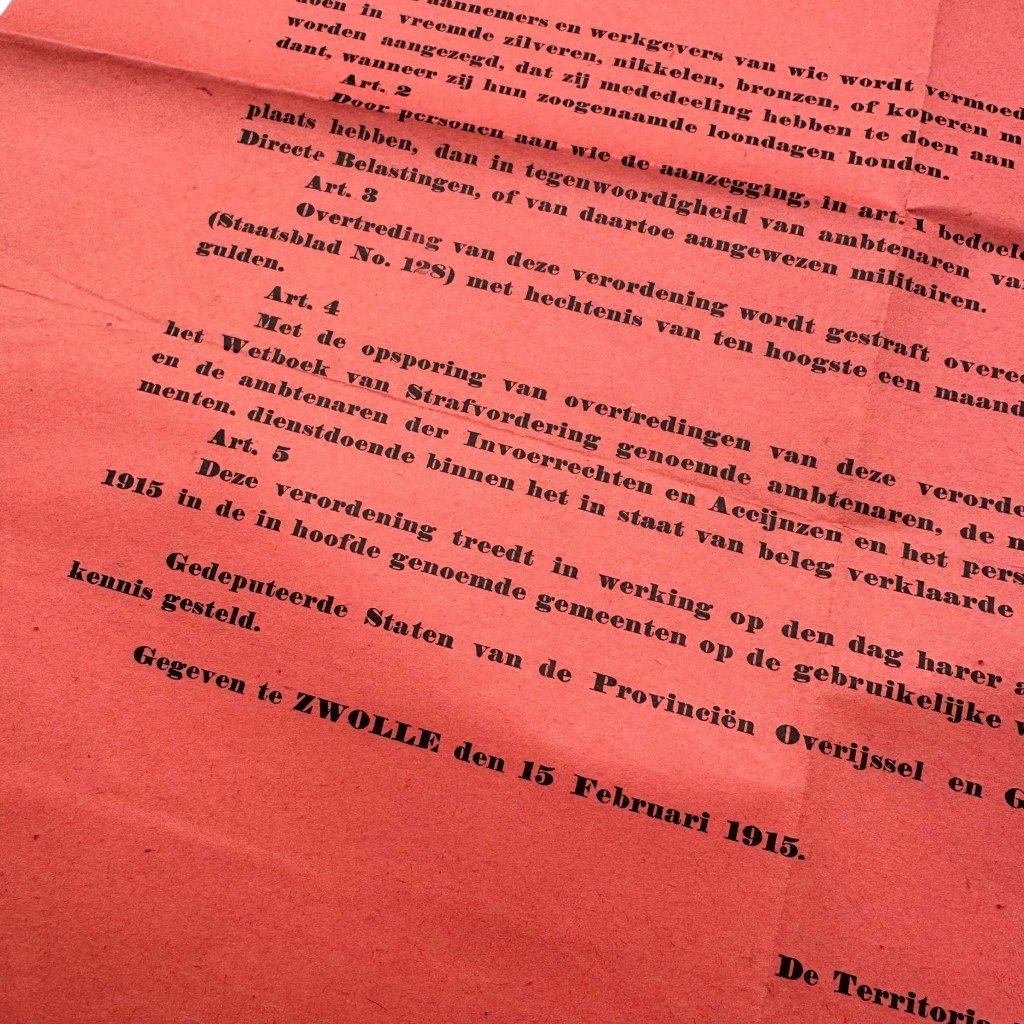 aannemers en werkgevers van wie wordt vermoed
doen in vreemde zilveren, nikkelen, bronzen, of koperen m
worden aangezegd, dat zij mededeeling hebben te doen aan
dant, wanneer zij hun zoogenaamde loondagen houden.
Art. 2
Door personen aan wie de aanzegging, in art. 1 bedoel
plaats hebben, dan in tegenwoordigheid van ambtenaren va
Directe Belastingen, of van daartoe aangewezen militairen.
Art. 3
Overtreding van deze verordening wordt gestraft overee
(Staatsblad No. 128) met hechtenis van ten hoogste een maand
gulden.
Art. 4
Met de opsporing van overtredingen van deze verorde
het Wetboek van Strafvordering genoemde ambtenaren, de m
en de ambtenaren der Invoerrechten en Accijnzen en het pers
menten. dienstdoende binnen het in staat van beleg verklaarde
Art. 5
Deze verordening treedt in werking op den dag harer a
1915 in de in hoofde genoemde gemeenten op de gebruikelijke w
Gedeputeerde Staten van de Provinciën Overijssel en G
kennis gesteld.
Gegeven te ZWOLLE den 15 Februari 1915.
De Territoria